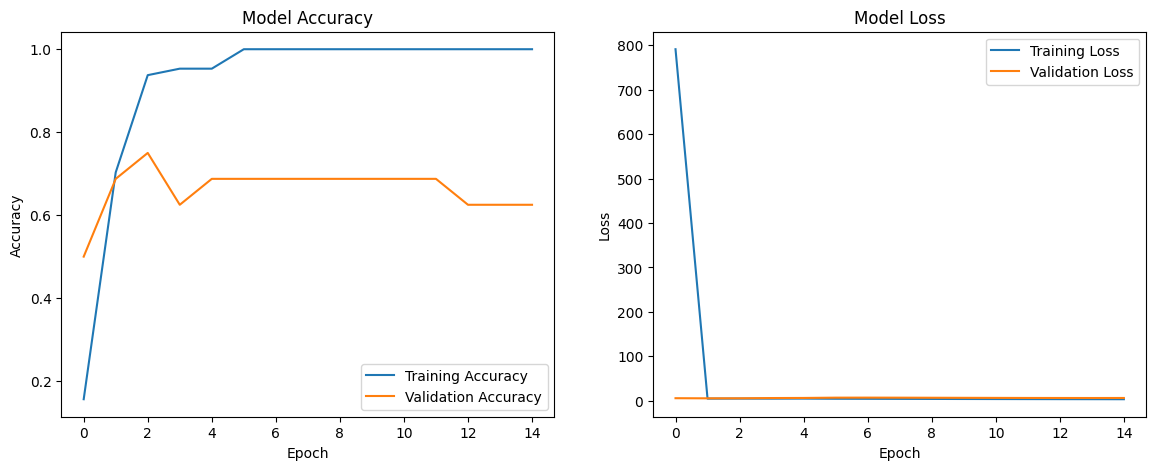 Model Accuracy
1.0
0.8
0.6
0.4
0.2
Accuracy
0 2 4 6 8 10 12 14
Epoch
Training Accuracy
Validation Accuracy
Model Loss
800
700
600
500
400
300
200
100
0
Loss
0 2 4 6 8 10 12 14
Epoch
Training Loss
Validation Loss